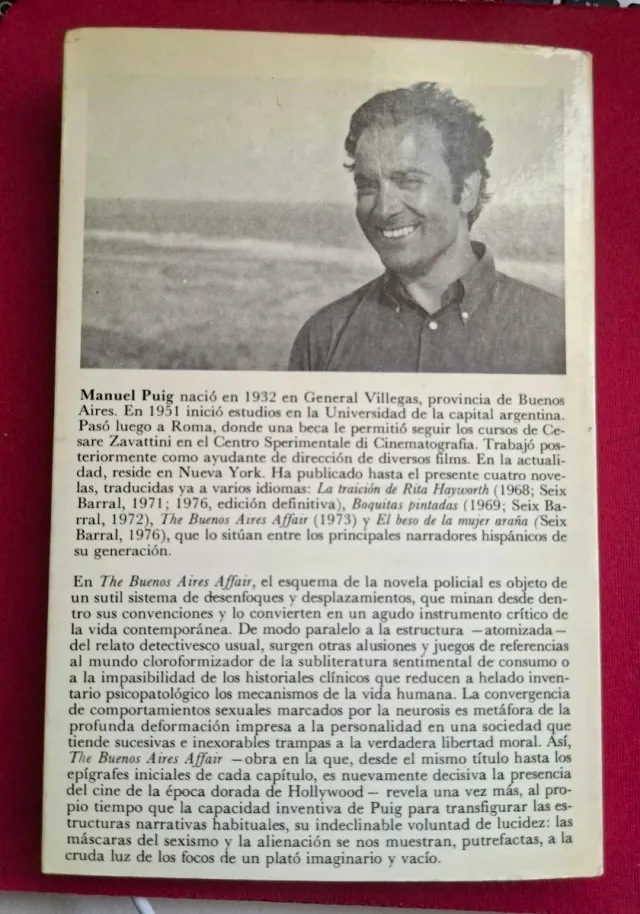 Manuel Puig nació en 1932 en General Villegas, provincia de Buenos
Aires. En 1951 inició estudios en la Universidad de la capital argentina.
Pasó luego a Roma, donde una beca le permitió seguir los cursos de Ce-
sare Zavattini en el Centro Sperimentale di Cinematografia. Trabajó pos-
teriormente como ayudante de dirección de diversos films. En la actuali-
dad, reside en Nueva York. Ha publicado hasta el presente cuatro nove-
las, traducidas ya a varios idiomas: La traición de Rita Hayworth (1968; Seix
Barral, 1971; 1976, edición definitiva), Boquitas pintadas (1969; Seix Ba-
rral, 1972), The Buenos Aires Affair (1973) y El beso de la mujer araña (Seix
Barral, 1976), que lo sitúan entre los principales narradores hispánicos de
su generación.
En The Buenos Aires Affair, el esquema de la novela policial es objeto de
un sutil sistema de desenfoques y desplazamientos, que minan desde den-
tro sus convenciones y lo convierten en un agudo instrumento crítico de
la vida contemporánea. De modo paralelo a la estructura —atomizada—
del relato detectivesco usual, surgen otras alusiones y juegos de referencias
al mundo cloroformizador de la subliteratura sentimental de consumo o
a la impasibilidad de los historiales clínicos que reducen a helado inven-
tario psicopatológico los mecanismos de la vida humana. La convergencia
de comportamientos sexuales marcados por la neurosis es metáfora de la
profunda deformación impresa a la personalidad en una sociedad que
tiende sucesivas e inexorables trampas a la verdadera libertad moral. Así,
The Buenos Aires Affair —obra en la que, desde el mismo título hasta los
epígrafes iniciales de cada capítulo, es nuevamente decisiva la presencia
del cine de la época dorada de Hollywood— revela una vez más, al pro-
pio tiempo que la capacidad inventiva de Puig para transfigurar las es-
tructuras narrativas habituales, su indeclinable voluntad de lucidez: las
máscaras del sexismo y la alienación se nos muestran, putrefactas, a la
cruda luz de los focos de un plató imaginario y vacío.